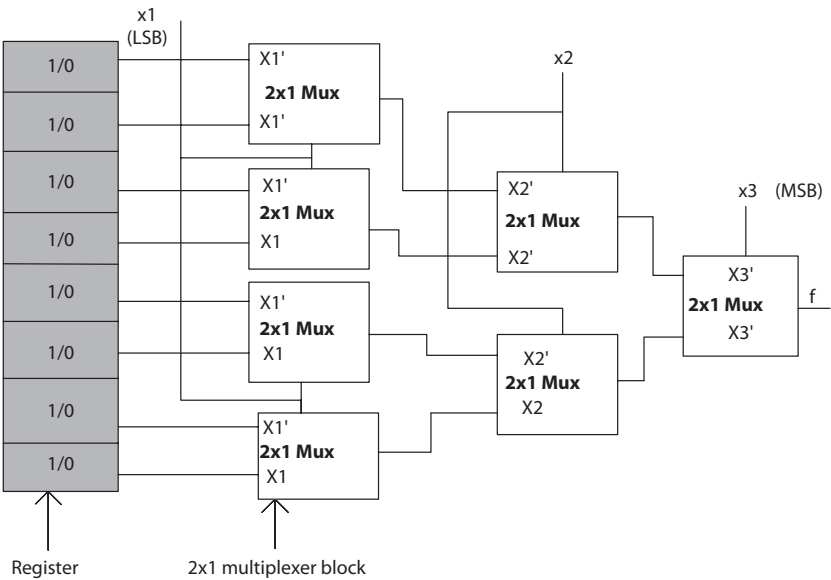 x1
(LSB)
1/0
1/0
1/0
1/0
1/0
1/0
1/0
1/0
X1'
2x1 Mux
X1'
X1'
2x1 Mux
X1
X1'
2x1 Mux
X1
X1'
2x1 Mux
X1
x2
X2'
2x1 Mux
X2'
X2'
2x1 Mux
X2
x3 (MSB)
X3'
2x1 Mux
X3'
f
Register
2x1 multiplexer block